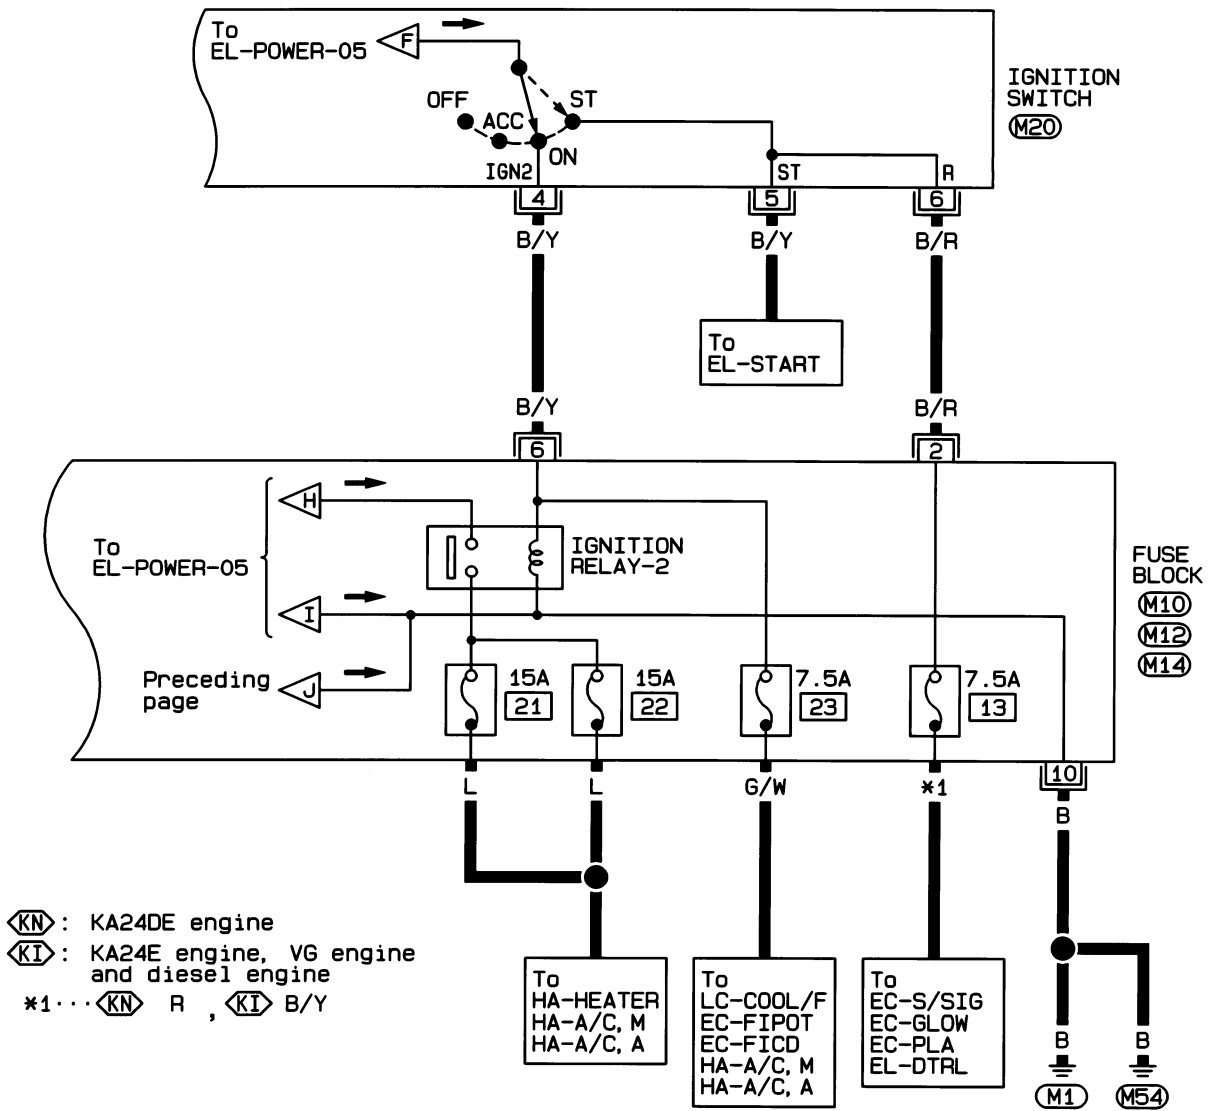 To
EL-POWER-05
F
OFF
ACC
ST
ON
IGN2
ST
R
IGNITION
SWITCH
M20
4
5
6
B/Y
B/Y
B/R
To
EL-START
B/Y
B/R
6
2
H
To
EL-POWER-05
IGNITION
RELAY-2
I
Preceding
page
J
15A
21
15A
22
7.5A
23
7.5A
13
FUSE
BLOCK
M10
M12
M14
10
L
L
G/W
*1
B
KN : KA24DE engine
KI : KA24E engine, VG engine
and diesel engine
*1··· KN R , KI B/Y
To
HA-HEATER
HA-A/C, M
HA-A/C, A
To
LC-COOL/F
EC-FIPOT
EC-FICD
HA-A/C, M
HA-A/C, A
To
EC-S/SIG
EC-GLOW
EC-PLA
EL-DTRL
B
B
M1
M54